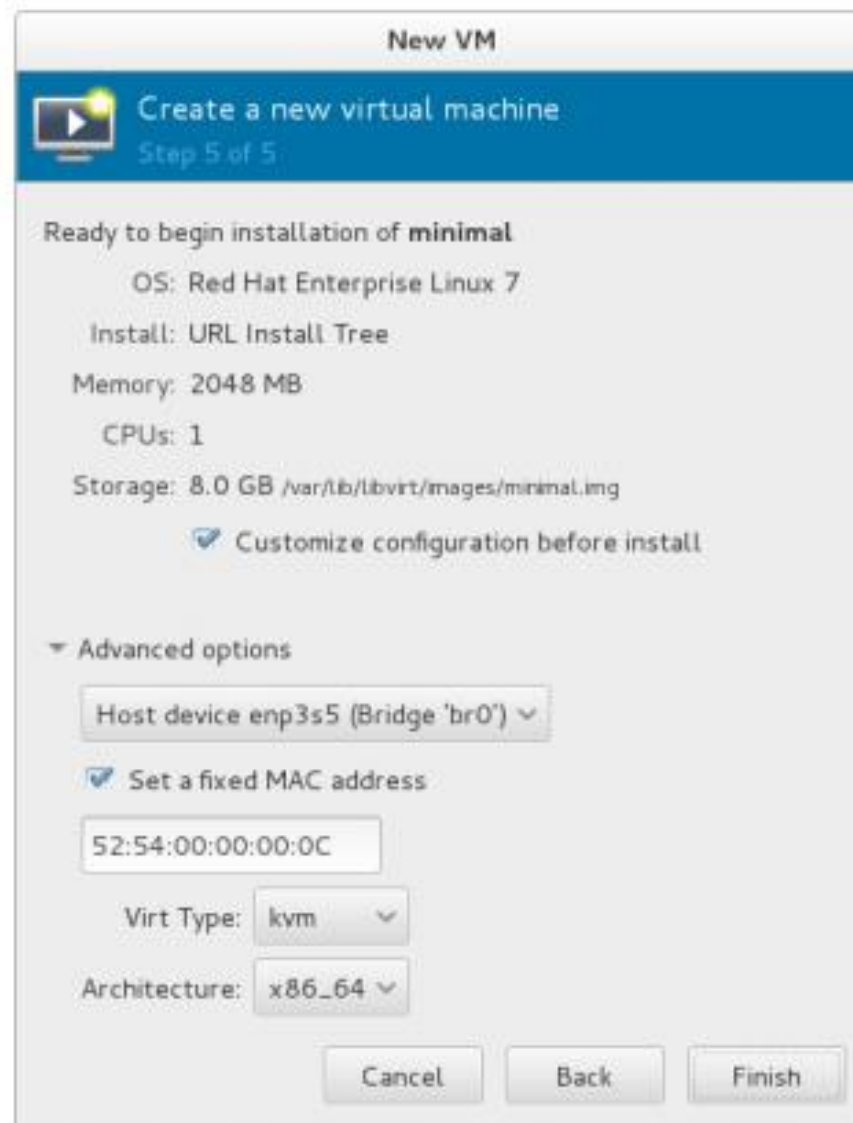 New VM
Create a new virtual machine
Step 5 of 5
Ready to begin installation of minimal
OS: Red Hat Enterprise Linux 7
Install: URL Install Tree
Memory: 2048 MB
CPUs: 1
Storage: 8.0 GB /var/lib/libvirt/images/minimal.img
Customize configuration before install
Advanced options
Host device enp3s5 (Bridge 'br0')
Set a fixed MAC address
52:54:00:00:00:0C
Virt Type: kvm
Architecture: x86_64
Cancel Back Finish